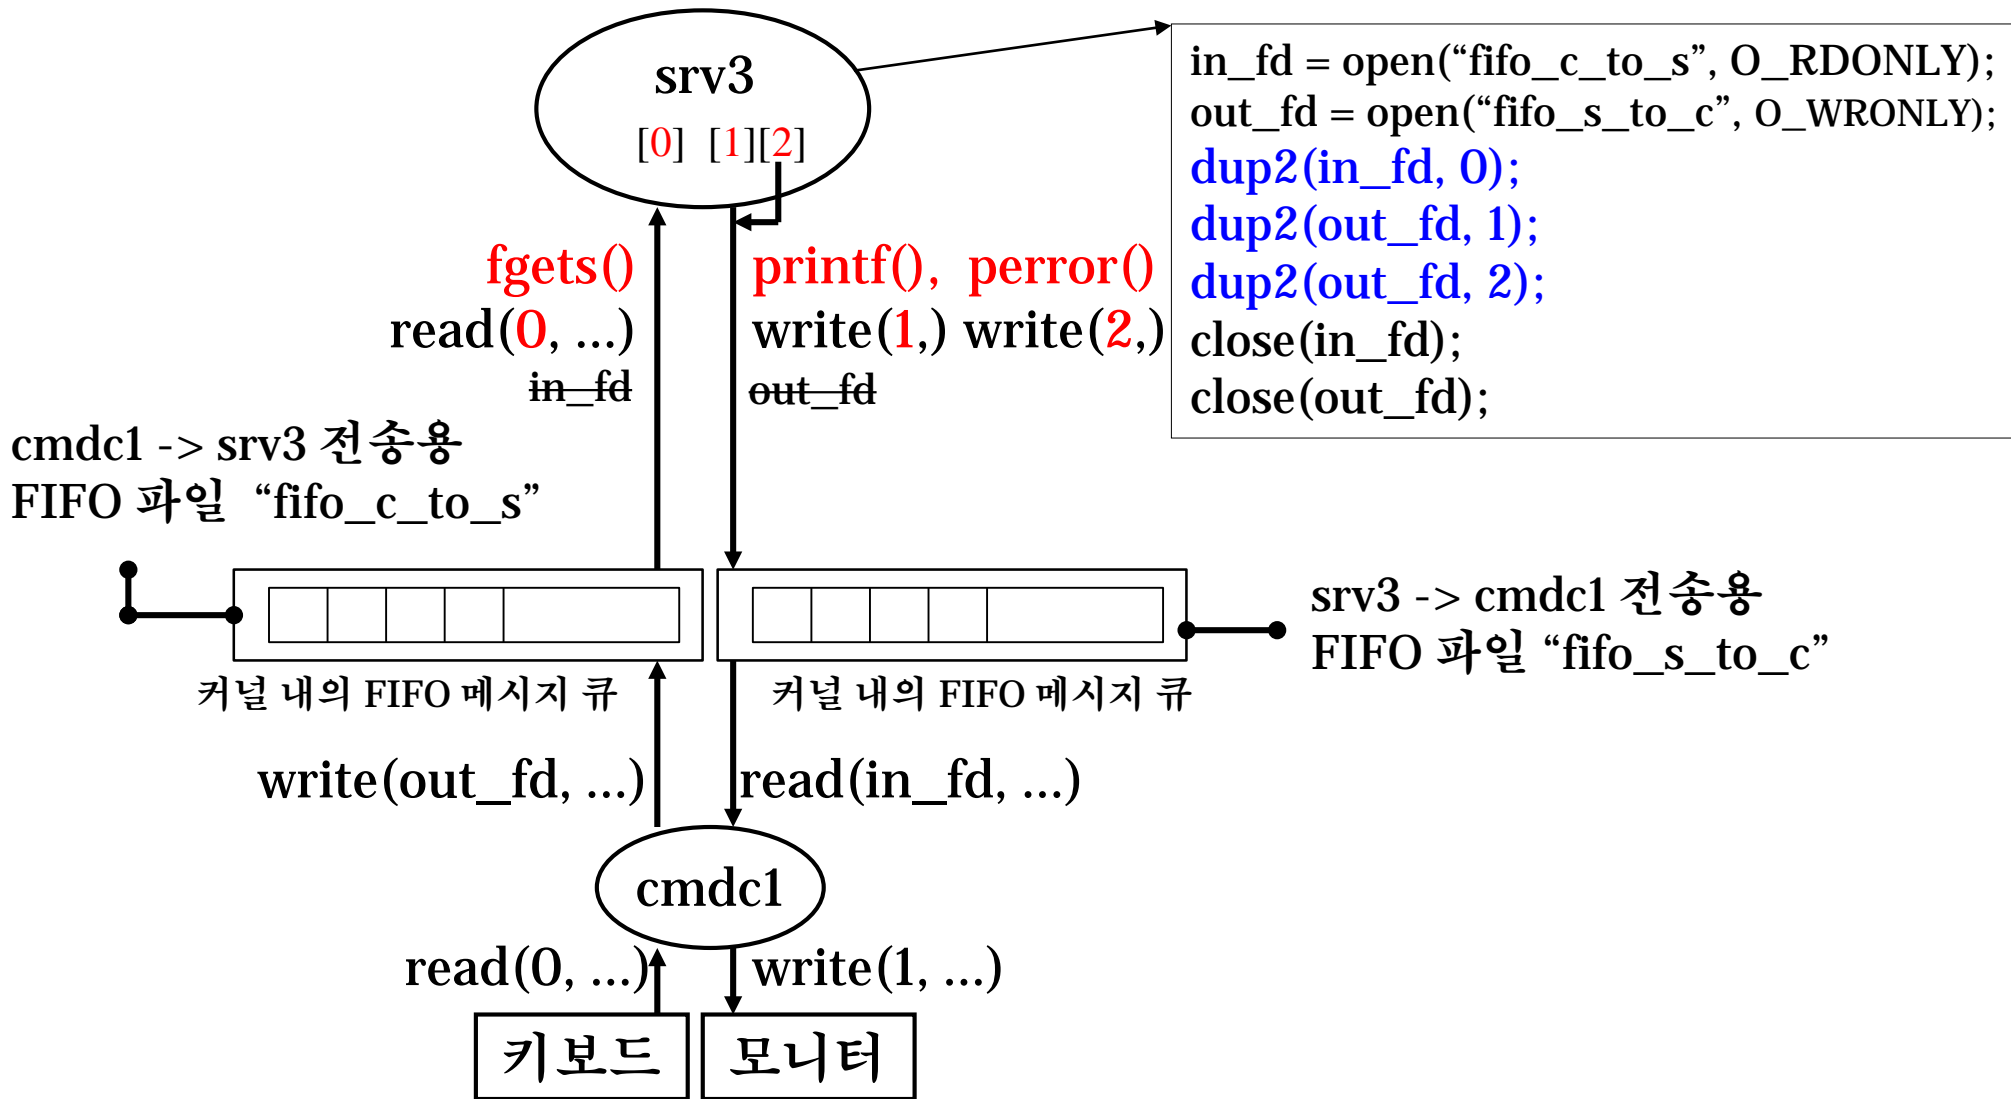 srv3
[0] [1][2]
in_fd = open(“fifo_c_to_s”, O_RDONLY);
out_fd = open(“fifo_s_to_c”, O_WRONLY);
dup2(in_fd, 0);
dup2(out_fd, 1);
dup2(out_fd, 2);
close(in_fd);
close(out_fd);
fgets()
read(0, ...)
in_fd
printf(), perror()
write(1,) write(2,)
out_fd
cmdc1 -> srv3 전송용
FIFO 파일 “fifo_c_to_s”
srv3 -> cmdc1 전송용
FIFO 파일 “fifo_s_to_c”
커널 내의 FIFO 메시지 큐
커널 내의 FIFO 메시지 큐
write(out_fd, ...)
read(in_fd, ...)
cmdc1
read(0, ...)
write(1, ...)
키보드
모니터